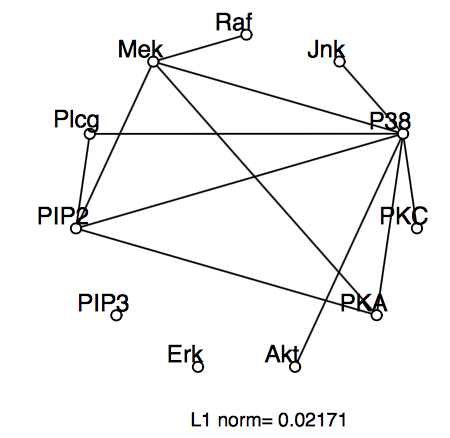 Raf
Mek
Jnk
Plcg
P38
PIP2
PKC
PIP3
PKA
Erk
Akt
L1 norm= 0.02171